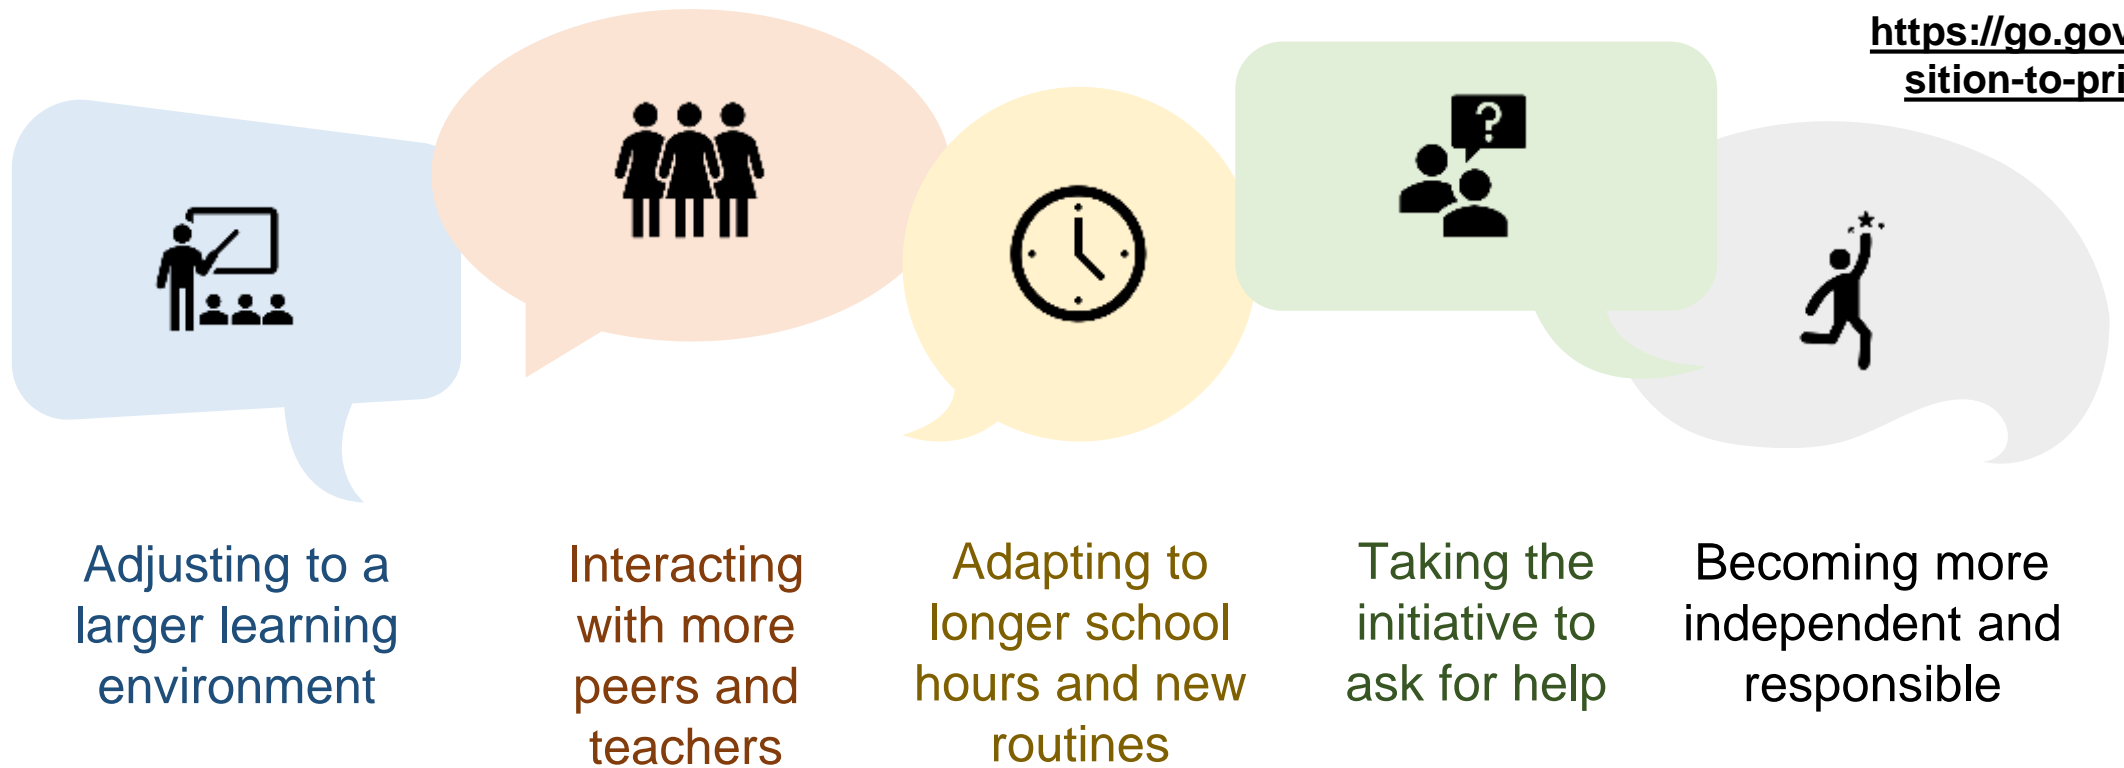 https://go.gov
sition-to-pri
?
Adjusting to a
larger learning
environment
Interacting
with more
peers and
teachers
Adapting to
longer school
hours and new
routines
Taking the
initiative to
ask for help
Becoming more
independent and
responsible